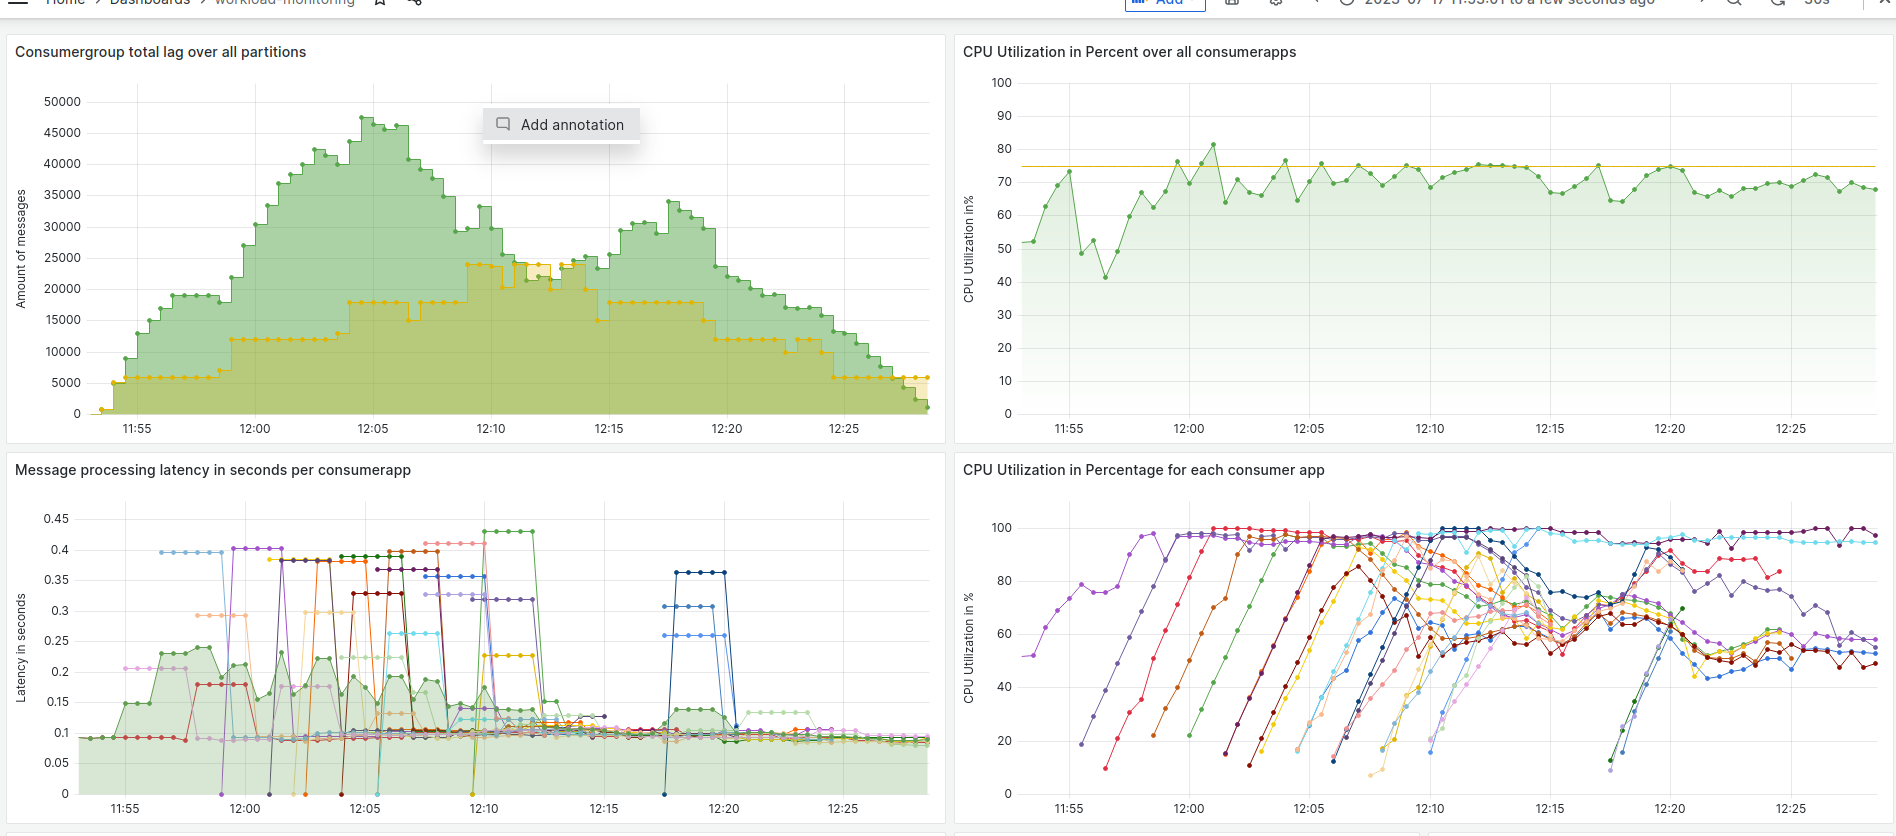 Home > Dashboards > workload-monitoring
Add
2023-07-17 11:53:01 to a few seconds ago
30s
Consumergroup total lag over all partitions
Amount of messages
50000
45000
40000
35000
30000
25000
20000
15000
10000
5000
0
11:55 12:00 12:05 12:10 12:15 12:20 12:25
Add annotation
CPU Utilization in Percent over all consumerapps
CPU Utilization in%
100
90
80
70
60
50
40
30
20
10
0
11:55 12:00 12:05 12:10 12:15 12:20 12:25
Message processing latency in seconds per consumerapp
Latency in seconds
0.45
0.4
0.35
0.3
0.25
0.2
0.15
0.1
0.05
0
11:55 12:00 12:05 12:10 12:15 12:20 12:25
CPU Utilization in Percentage for each consumer app
CPU Utilization in %
100
80
60
40
20
0
11:55 12:00 12:05 12:10 12:15 12:20 12:25